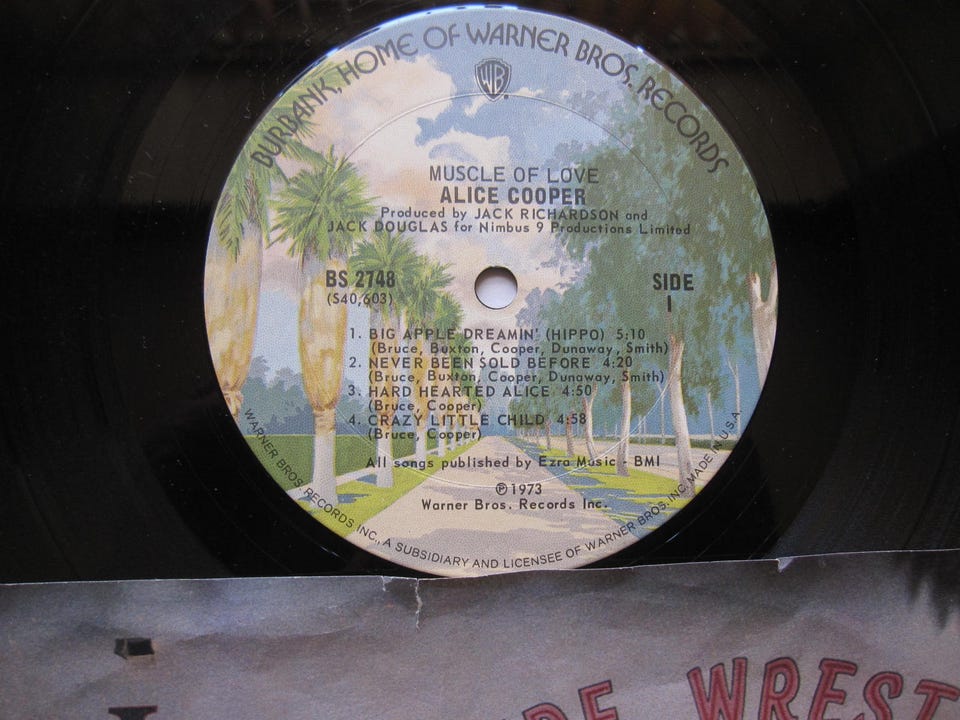 BURBANK, HOME OF WARNER BROS. RECORDS
WB
MUSCLE OF LOVE
ALICE COOPER
Produced by JACK RICHARDSON and
JACK DOUGLAS for Nimbus 9 Productions Limited
BS 2748
(S40,603)
SIDE
1
1. BIG APPLE DREAMIN' (HIPPO) 5:10
(Bruce, Buxton, Cooper, Dunaway, Smith)
2. NEVER BEEN SOLD BEFORE 4:20
(Bruce, Buxton, Cooper, Dunaway, Smith)
3. HARD HEARTED ALICE 4:50
(Bruce, Cooper)
4. CRAZY LITTLE CHILD 4:58
(Bruce, Cooper)
All songs published by Ezra Music - BMI
℗1973
Warner Bros. Records Inc.
WARNER BROS. RECORDS INC., A SUBSIDIARY AND LICENSEE OF WARNER BROS. INC. MADE IN U.S.A.
WREST